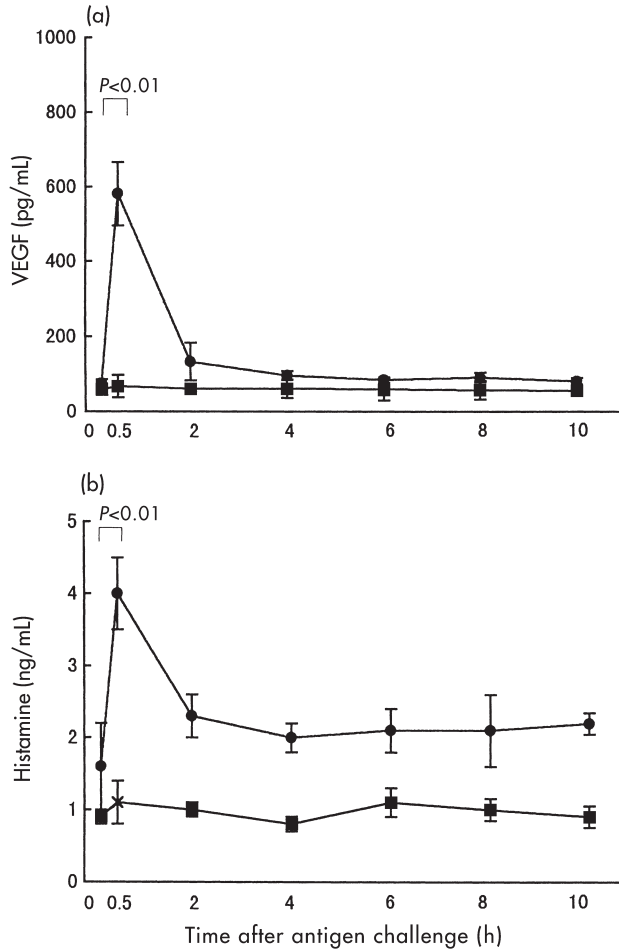 (a)
1000
P<0.01
800
600
400
200
0
VEGF (pg/mL)
0 0.5 2 4 6 8 10
(b)
P<0.01
5
4
3
2
1
0
Histamine (ng/mL)
0 0.5 2 4 6 8 10
Time after antigen challenge (h)